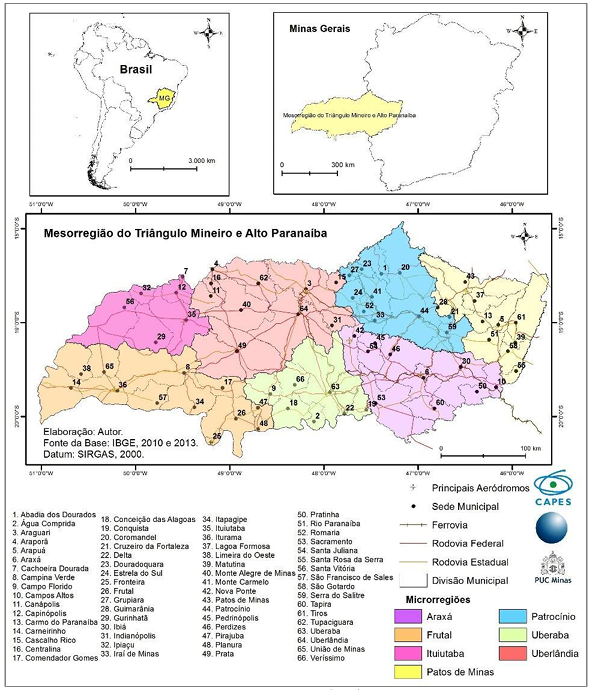 Brasil
MG
0
3.000 km
Minas Gerais
Mesorregião do Triângulo Mineiro e Alto Paranaíba
0
300 km
51°0'0"O
49°0'0"O
48°0'0"O
47°0'0"O
46°0'0"O
Mesorregião do Triângulo Mineiro e Alto Paranaíba
Elaboração: Autor.
Fonte da Base: IBGE, 2010 e 2013.
Datum: SIRGAS, 2000.
0
100 km
1. Abadia dos Dourados
2. Água Comprida
3. Araguari
4. Araporã
5. Arapuá
6. Araxá
7. Cachoeira Dourada
8. Campina Verde
9. Campo Florido
10. Campos Altos
11. Canápolis
12. Capinópolis
13. Carmo do Paranaíba
14. Carneirinho
15. Cascalho Rico
16. Centralina
17. Comendador Gomes
18. Conceição das Alagoas
19. Conquista
20. Coromandel
21. Cruzeiro da Fortaleza
22. Delta
23. Douradoquara
24. Estrela do Sul
25. Fronteira
26. Frutal
27. Grupiara
28. Guimarânia
29. Gurinhatã
30. Ibiá
31. Indianópolis
32. Ipiaçu
33. Iraí de Minas
34. Itapagipe
35. Ituiutaba
36. Iturama
37. Lagoa Formosa
38. Limeira do Oeste
39. Matutina
40. Monte Alegre de Minas
41. Monte Carmelo
42. Nova Ponte
43. Patos de Minas
44. Patrocínio
45. Pedrinópolis
46. Perdizes
47. Pirajuba
48. Planura
49. Prata
50. Pratinha
51. Rio Paranaíba
52. Romaria
53. Sacramento
54. Santa Juliana
55. Santa Rosa da Serra
56. Santa Vitória
57. São Francisco de Sales
58. São Gotardo
59. Serra do Salitre
60. Tapira
61. Tiros
62. Tupaciguara
63. Uberaba
64. Uberlândia
65. União de Minas
66. Veríssimo
Principais Aeródromos
Sede Municipal
Ferrovia
Rodovia Federal
Rodovia Estadual
Divisão Municipal
CAPES
PUC Minas
Microrregiões
Araxá
Frutal
Ituiutaba
Patos de Minas
Patrocínio
Uberaba
Uberlândia